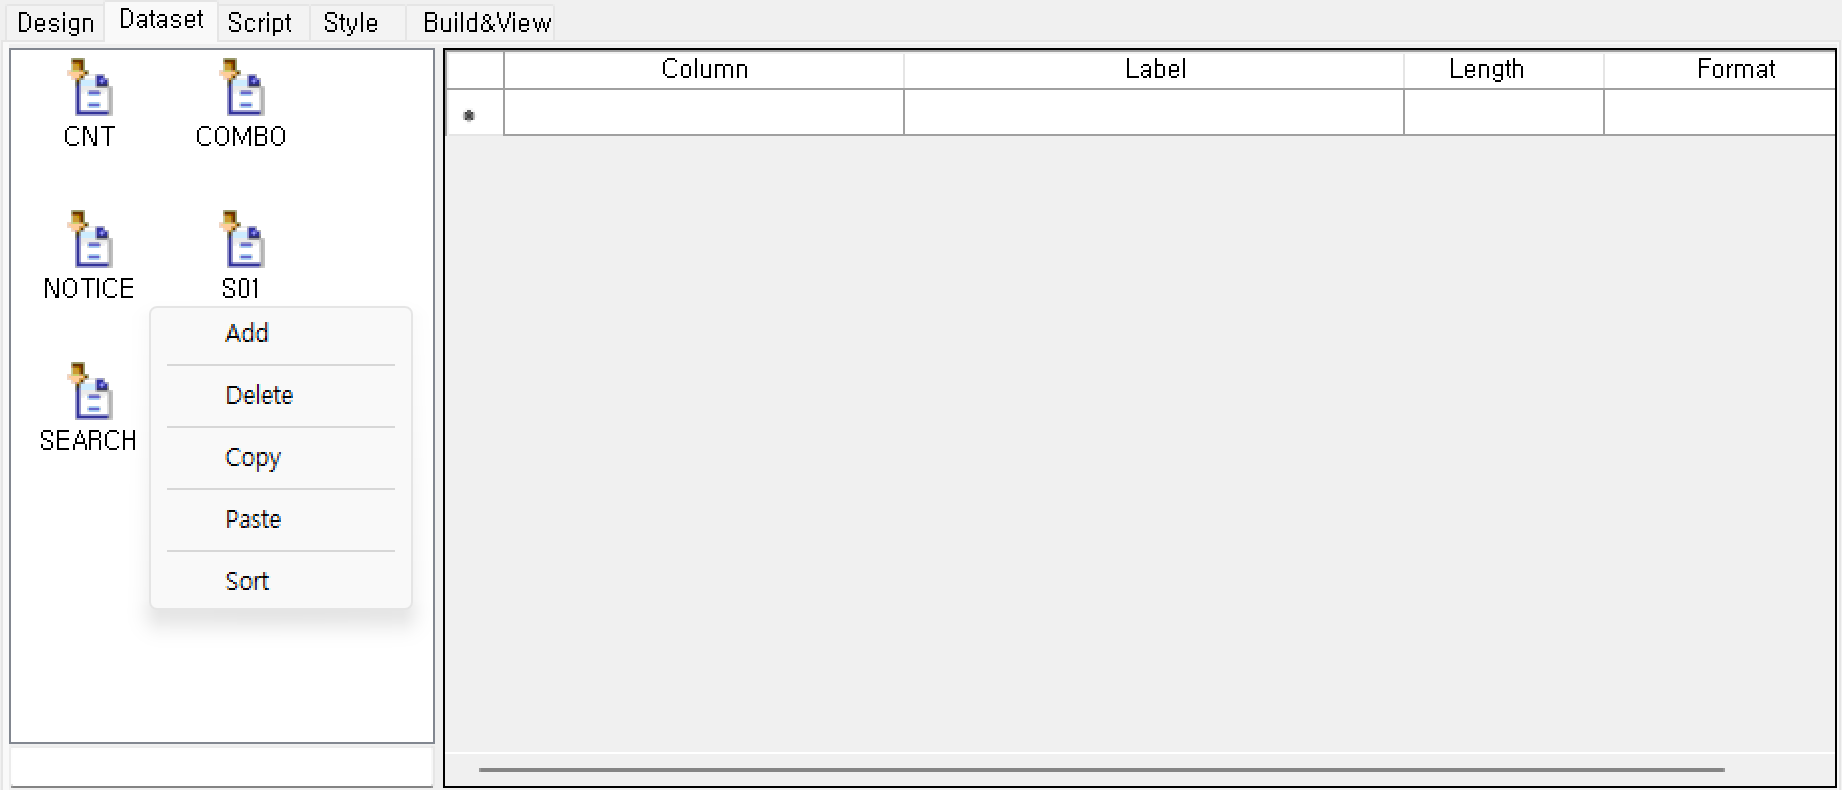 Design Dataset Script Style Build&View
CNT COMBO
NOTICE S01
SEARCH
Add
Delete
Copy
Paste
Sort
Column Label Length Format